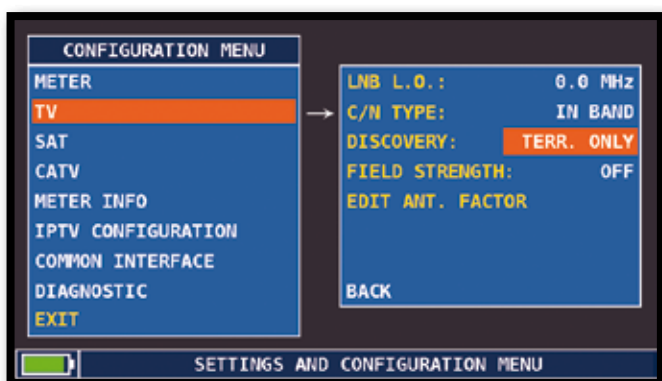 CONFIGURATION MENU
METER
TV
SAT
CATV
METER INFO
IPTV CONFIGURATION
COMMON INTERFACE
DIAGNOSTIC
EXIT
LNB L.O.: 0.0 MHz
C/N TYPE: IN BAND
DISCOVERY: TERR. ONLY
FIELD STRENGTH: OFF
EDIT ANT. FACTOR
BACK
SETTINGS AND CONFIGURATION MENU